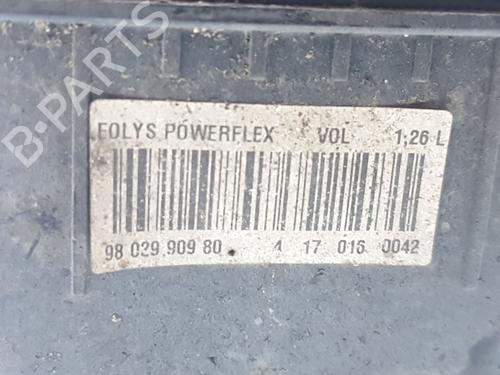 B-PARTS
EOLYS POWERFLEX VOL 1,26 L
98 029 909 80 4 17 016 0042